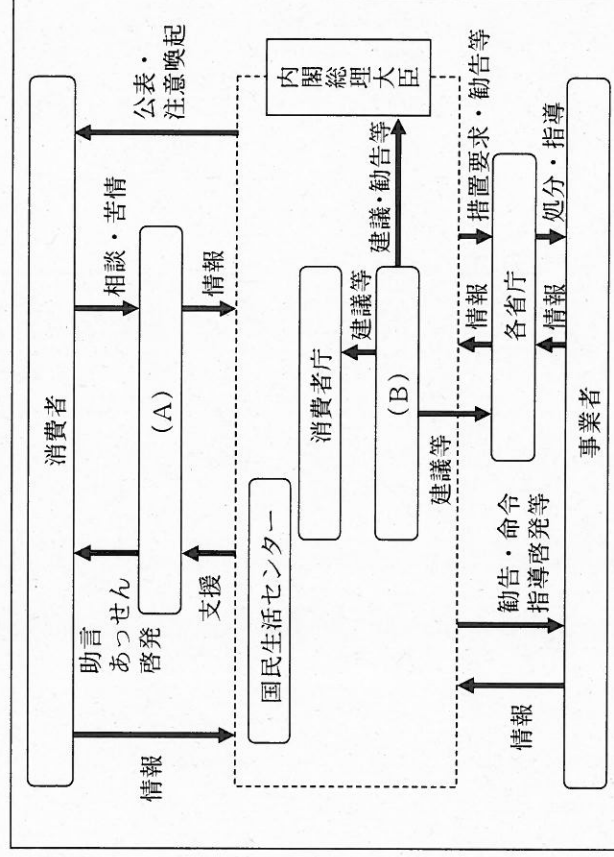 消費者
情報
助言
あっせん
啓発
相談・苦情
公表・
注意喚起
(A)
支援
情報
国民生活センター
消費者庁
建議等
(B)
建議・勧告等
内閣総理大臣
建議等
情報
勧告・命令
指導啓発等
情報
措置要求・勧告等
各省庁
情報
処分・指導
事業者